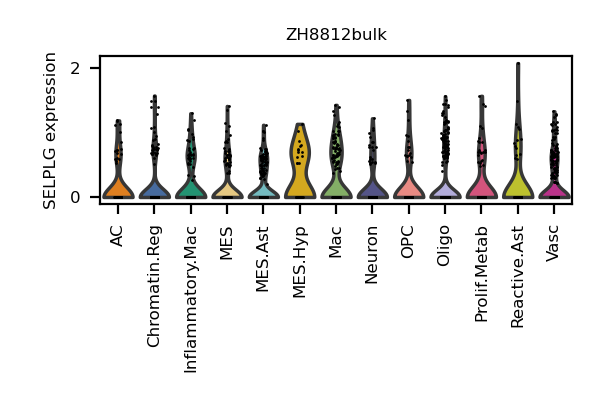 ZH8812bulk
SELPLG expression
2
0
AC
Chromatin.Reg
Inflammatory.Mac
MES
MES.Ast
MES.Hyp
Mac
Neuron
OPC
Oligo
Prolif.Metab
Reactive.Ast
Vasc